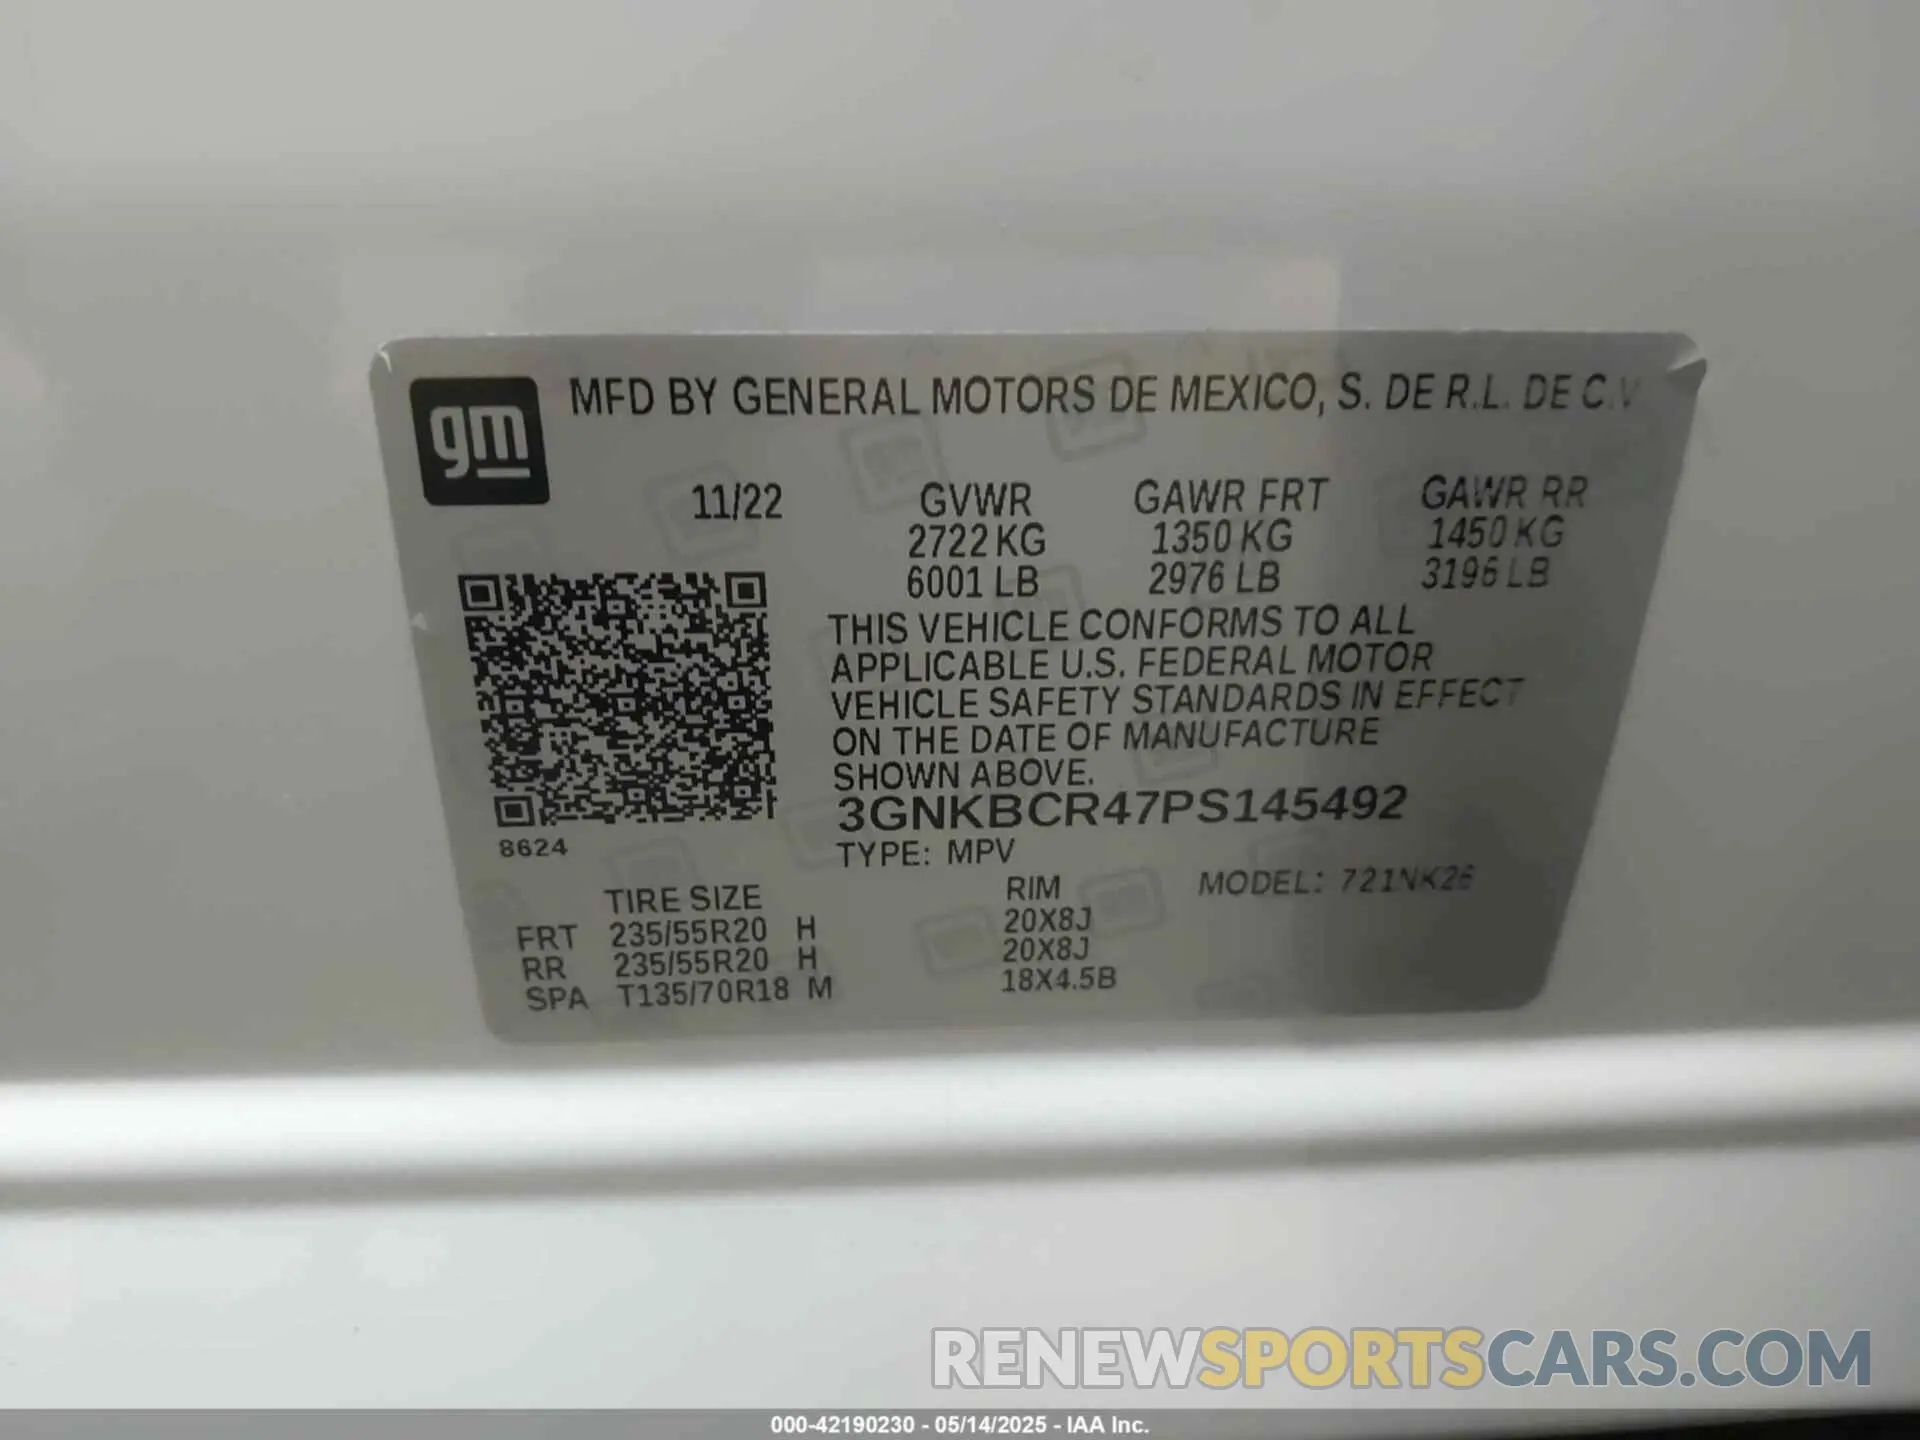 gm
MFD BY GENERAL MOTORS DE MEXICO, S. DE R.L. DE C.V
11/22 GVWR GAWR FRT GAWR RR
2722 KG 1350 KG 1450 KG
6001 LB 2976 LB 3196 LB
THIS VEHICLE CONFORMS TO ALL
APPLICABLE U.S. FEDERAL MOTOR
VEHICLE SAFETY STANDARDS IN EFFECT
ON THE DATE OF MANUFACTURE
SHOWN ABOVE.
3GNKBCR47PS145492
8624
TYPE: MPV
TIRE SIZE RIM MODEL: 721NK26
FRT 235/55R20 H 20X8J
RR 235/55R20 H 20X8J
SPA T135/70R18 M 18X4.5B
RENEWSPORTSCARS.COM
000-42190230 - 05/14/2025 - IAA Inc.